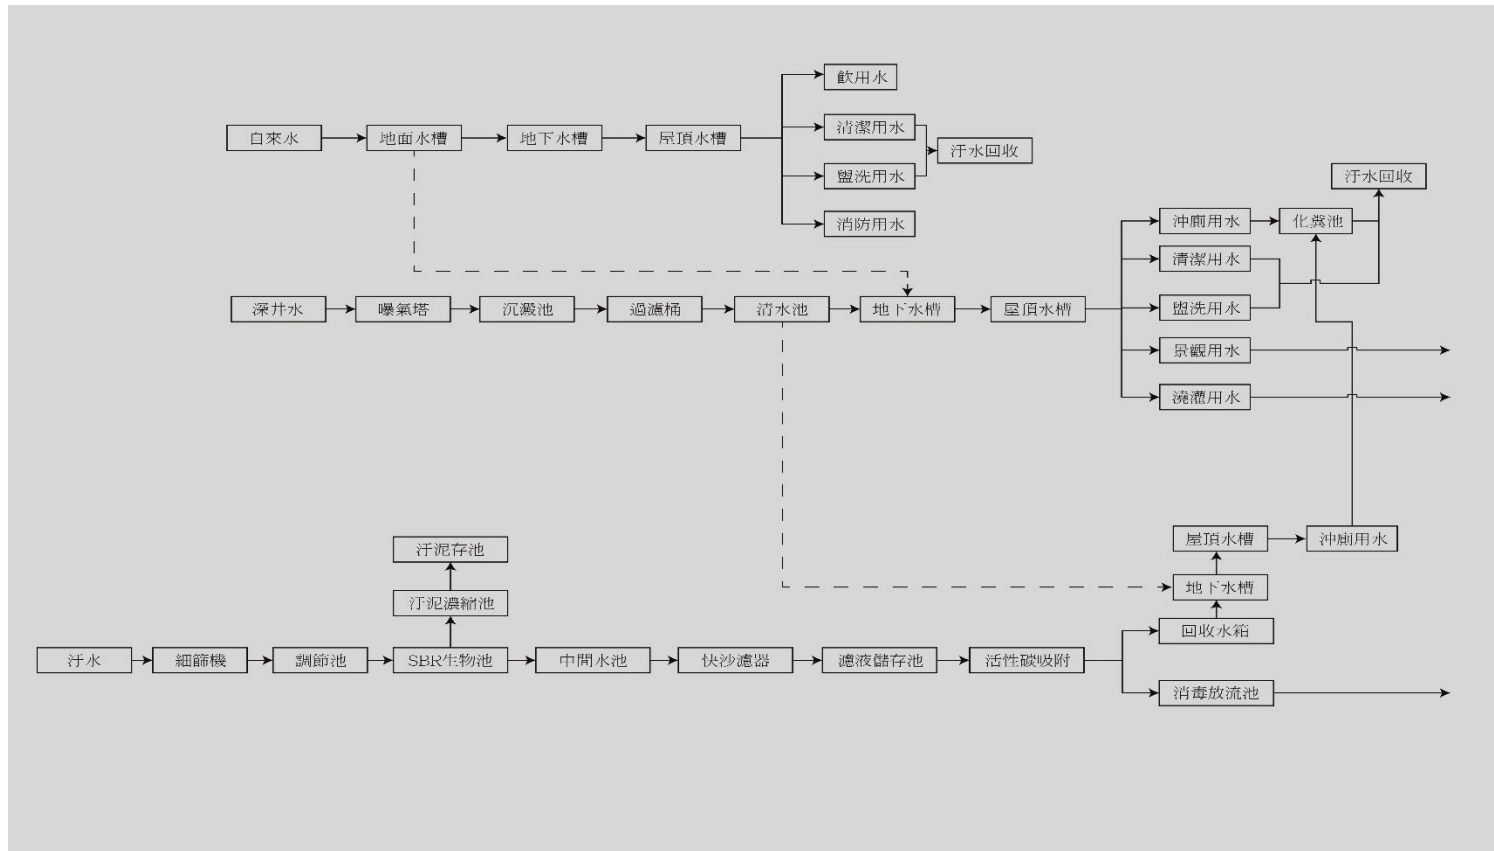 飲用水
自來水
地面水槽
地下水槽
屋頂水槽
清潔用水
汙水回收
盥洗用水
消防用水
汙水回收
沖廁用水
化糞池
清潔用水
深井水
曝氣塔
沉澱池
過濾桶
清水池
地下水槽
屋頂水槽
盥洗用水
景觀用水
澆灌用水
屋頂水槽
沖廁用水
汙泥存池
地下水槽
汙泥濃縮池
回收水箱
汙水
細篩機
調節池
SBR生物池
中間水池
快沙濾器
濾液儲存池
活性碳吸附
消毒放流池